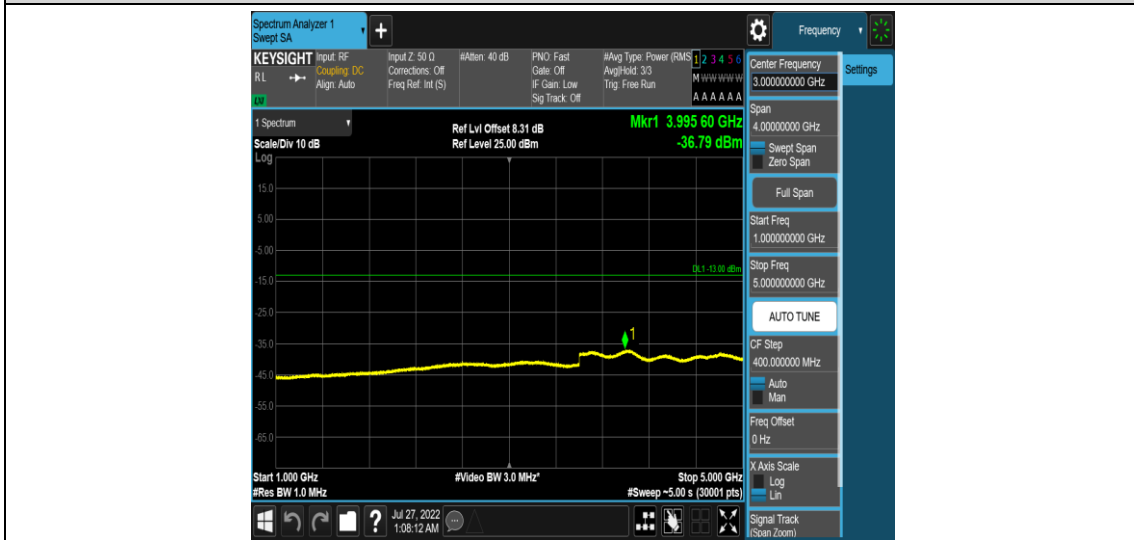 Spectrum Analyzer 1
Swept SA
Frequency
KEYSIGHT
RL
LXI
Input: RF
Coupling: DC
Align: Auto
Input Z: 50 Ω
Corrections: Off
Freq Ref: Int (S)
#Atten: 40 dB
PNO: Fast
Gate: Off
IF Gain: Low
Sig Track: Off
#Avg Type: Power (RMS
Avg|Hold: 3/3
Trig: Free Run
1 2 3 4 5 6
M W W W W W
A A A A A A
1 Spectrum
Scale/Div 10 dB
Log
Ref Lvl Offset 8.31 dB
Ref Level 25.00 dBm
Mkr1 3.995 60 GHz
-36.79 dBm
15.0
5.00
-5.00
DL1 -13.00 dBm
-15.0
-25.0
1
-35.0
-45.0
-55.0
-65.0
Start 1.000 GHz
#Res BW 1.0 MHz
#Video BW 3.0 MHz*
Stop 5.000 GHz
#Sweep ~5.00 s (30001 pts)
Jul 27, 2022
1:08:12 AM
Center Frequency
3.000000000 GHz
Settings
Span
4.00000000 GHz
Swept Span
Zero Span
Full Span
Start Freq
1.000000000 GHz
Stop Freq
5.000000000 GHz
AUTO TUNE
CF Step
400.000000 MHz
Auto
Man
Freq Offset
0 Hz
X Axis Scale
Log
Lin
Signal Track
(Span Zoom)